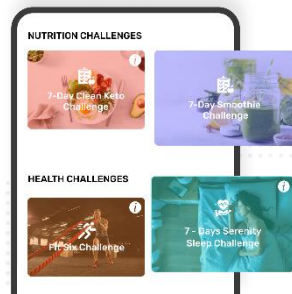 NUTRITION CHALLENGES
7-Day Clean Keto
Challenge
7-Day Smoothie
Challenge
HEALTH CHALLENGES
Fit Six Challenge
7 - Days Serenity
Sleep Challenge